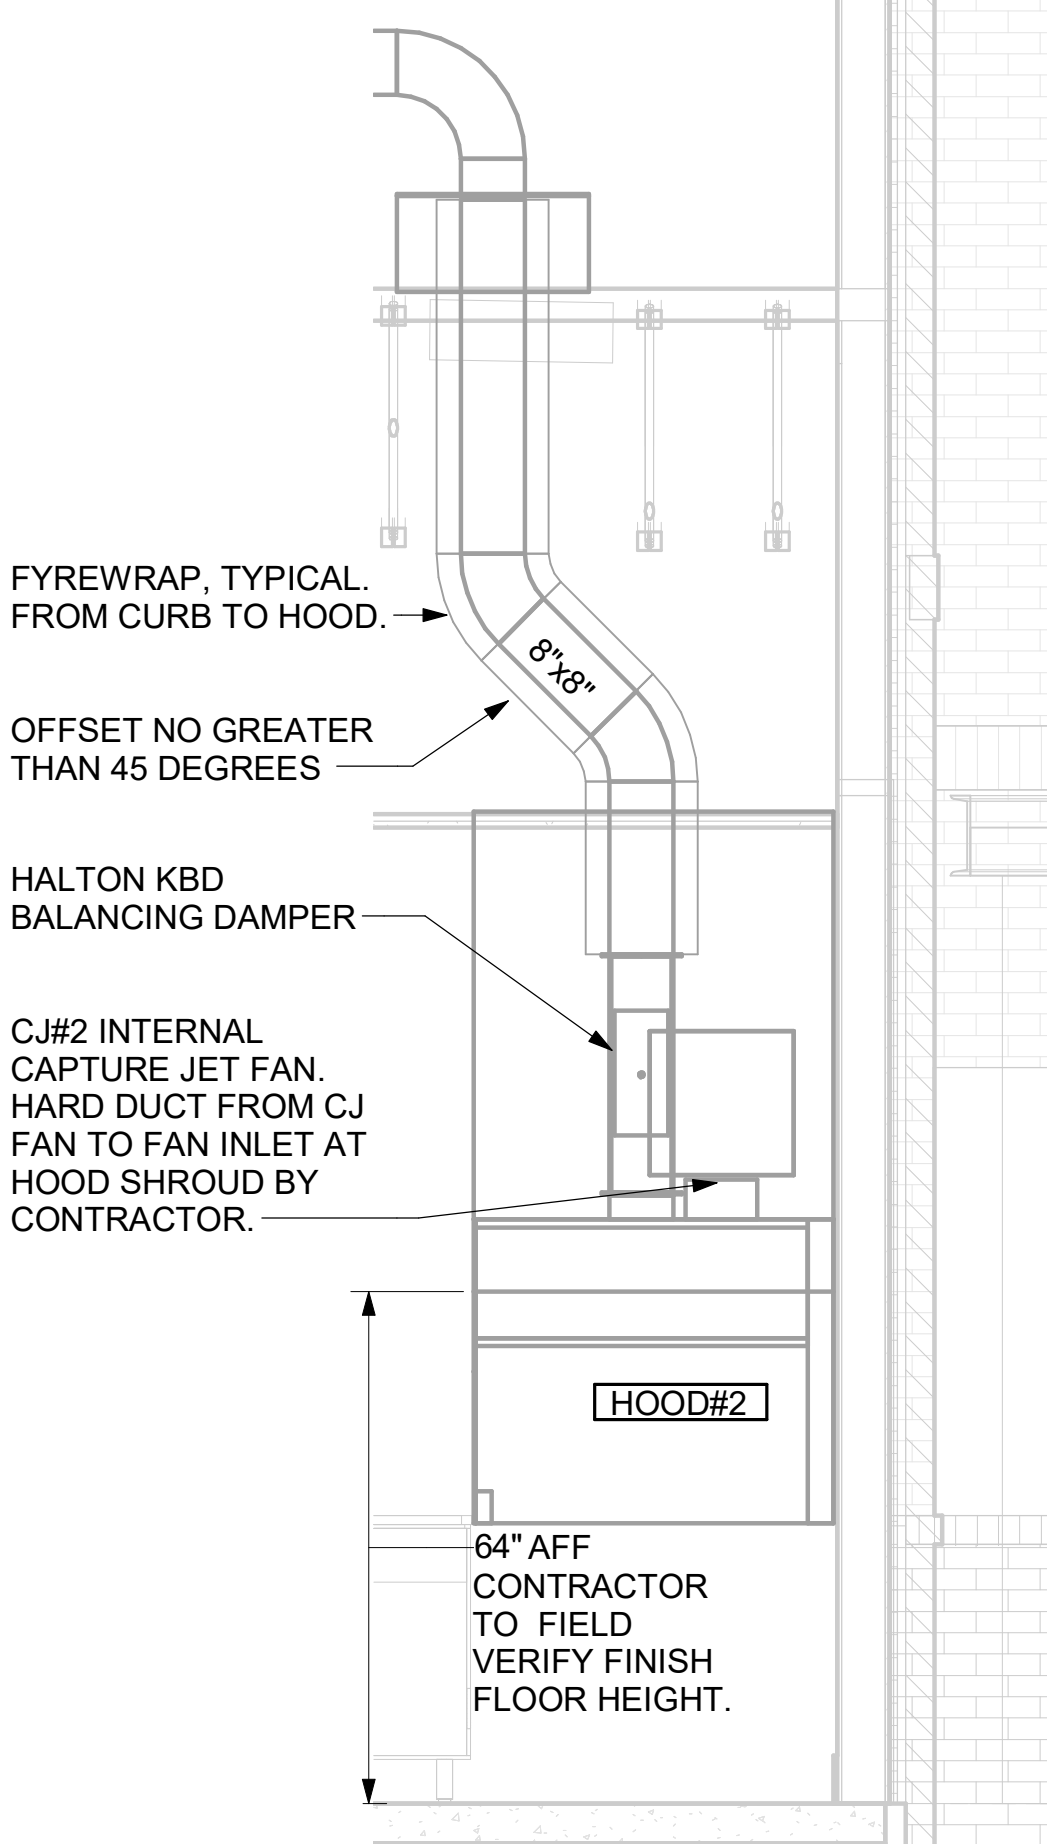 FYREWRAP, TYPICAL.
FROM CURB TO HOOD.
8"x8"
OFFSET NO GREATER
THAN 45 DEGREES
HALTON KBD
BALANCING DAMPER
CJ#2 INTERNAL
CAPTURE JET FAN.
HARD DUCT FROM CJ
FAN TO FAN INLET AT
HOOD SHROUD BY
CONTRACTOR.
HOOD#2
64" AFF
CONTRACTOR
TO FIELD
VERIFY FINISH
FLOOR HEIGHT.